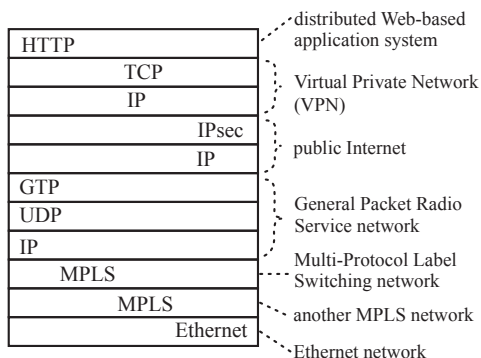 distributed Web-based
application system
HTTP
TCP
IP
Virtual Private Network
(VPN)
IPsec
IP
public Internet
GTP
UDP
IP
General Packet Radio
Service network
MPLS
Multi-Protocol Label
Switching network
MPLS
another MPLS network
Ethernet
Ethernet network